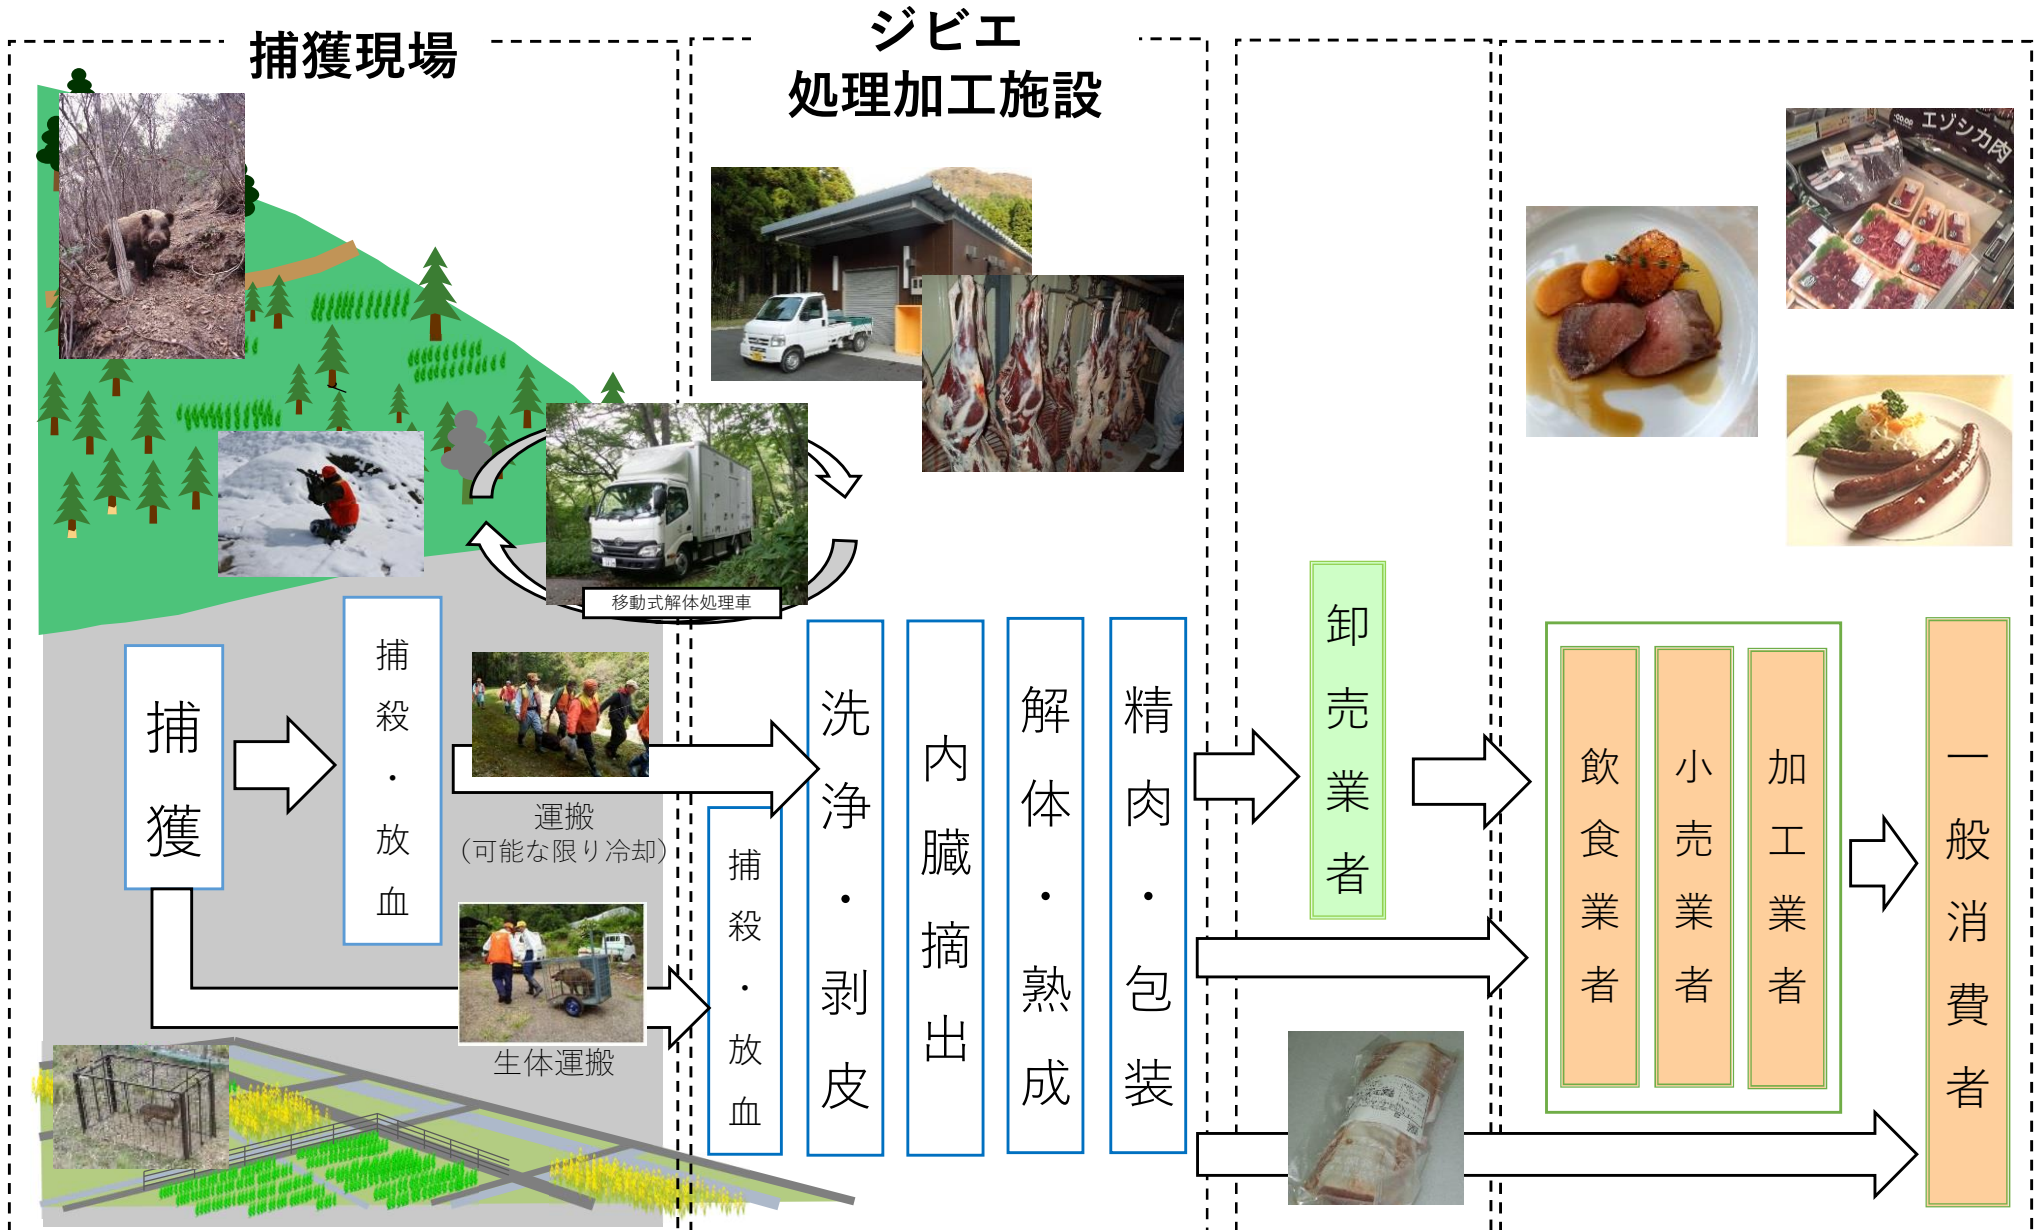 捕獲現場
ジビエ
処理加工施設
エゾシカ肉
移動式解体処理車
捕獲
捕殺・放血
運搬
（可能な限り冷却）
生体運搬
捕殺・放血
洗浄・剥皮
内臓摘出
解体・熟成
精肉・包装
卸売業者
飲食業者
小売業者
加工業者
一般消費者